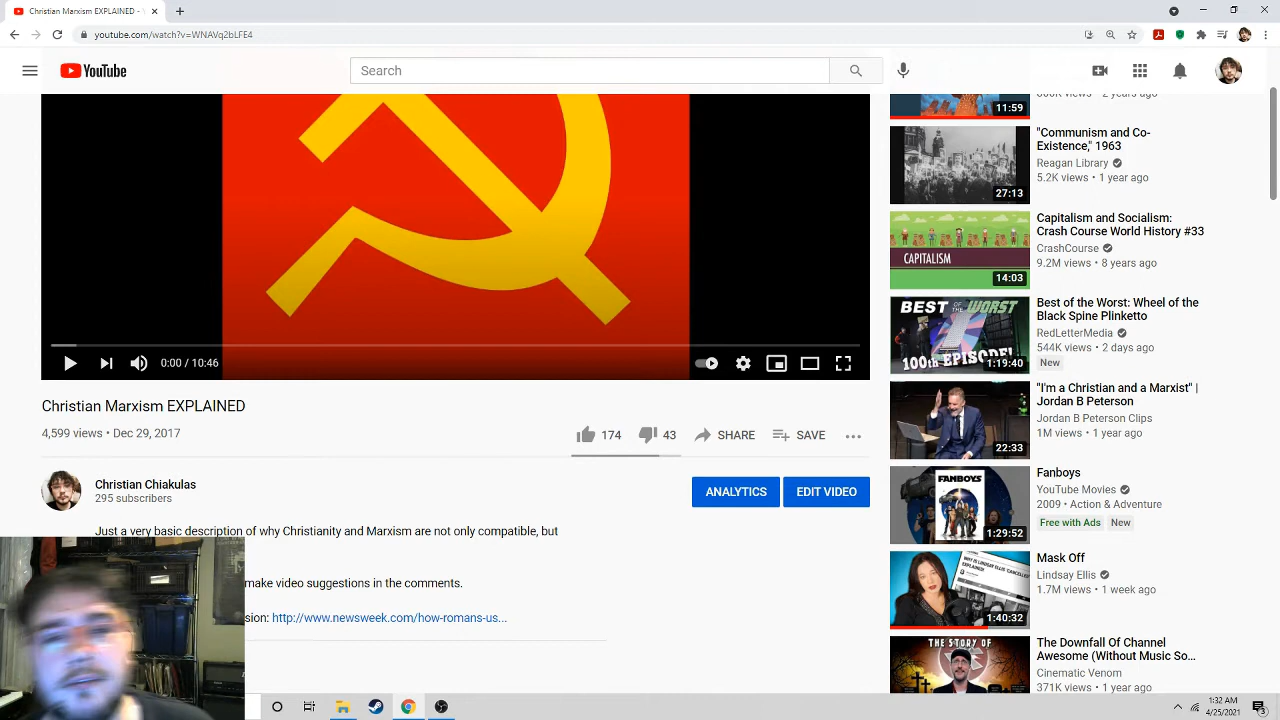 Christian Marxism EXPLAINED -
youtube.com/watch?v=WNAVq2bLFE4
YouTube
Search
11:59
"Communism and Co-
Existence," 1963
Reagan Library
5.2K views • 1 year ago
27:13
Capitalism and Socialism:
Crash Course World History #33
CrashCourse
9.2M views • 8 years ago
CAPITALISM
14:03
Best of the Worst: Wheel of the
Black Spine Plinketto
RedLetterMedia
544K views • 2 days ago
New
BEST OF THE WORST
100th EPISODE!
1:19:40
0:00 / 10:46
Christian Marxism EXPLAINED
4,599 views • Dec 29, 2017
174
43
SHARE
SAVE
"I'm a Christian and a Marxist" |
Jordan B Peterson
Jordan B Peterson Clips
1M views • 1 year ago
22:33
Christian Chiakulas
295 subscribers
ANALYTICS
EDIT VIDEO
Fanboys
YouTube Movies
2009 • Action & Adventure
Free with Ads
New
FANBOYS
1:29:52
Just a very basic description of why Christianity and Marxism are not only compatible, but
make video suggestions in the comments.
sion: http://www.newsweek.com/how-romans-us...
Mask Off
Lindsay Ellis
1.7M views • 1 week ago
1:40:32
The Downfall Of Channel
Awesome (Without Music So...
Cinematic Venom
371K views • 1 year ago
THE STORY OF
1:32 AM
4/25/2021